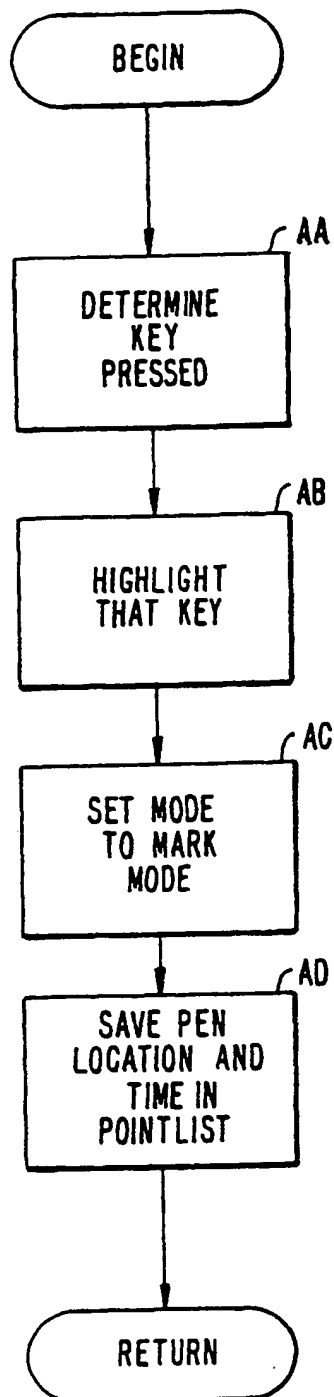 BEGIN
AA
DETERMINE
KEY
PRESSED
AB
HIGHLIGHT
THAT KEY
AC
SET MODE
TO MARK
MODE
AD
SAVE PEN
LOCATION AND
TIME IN
POINTLIST
RETURN